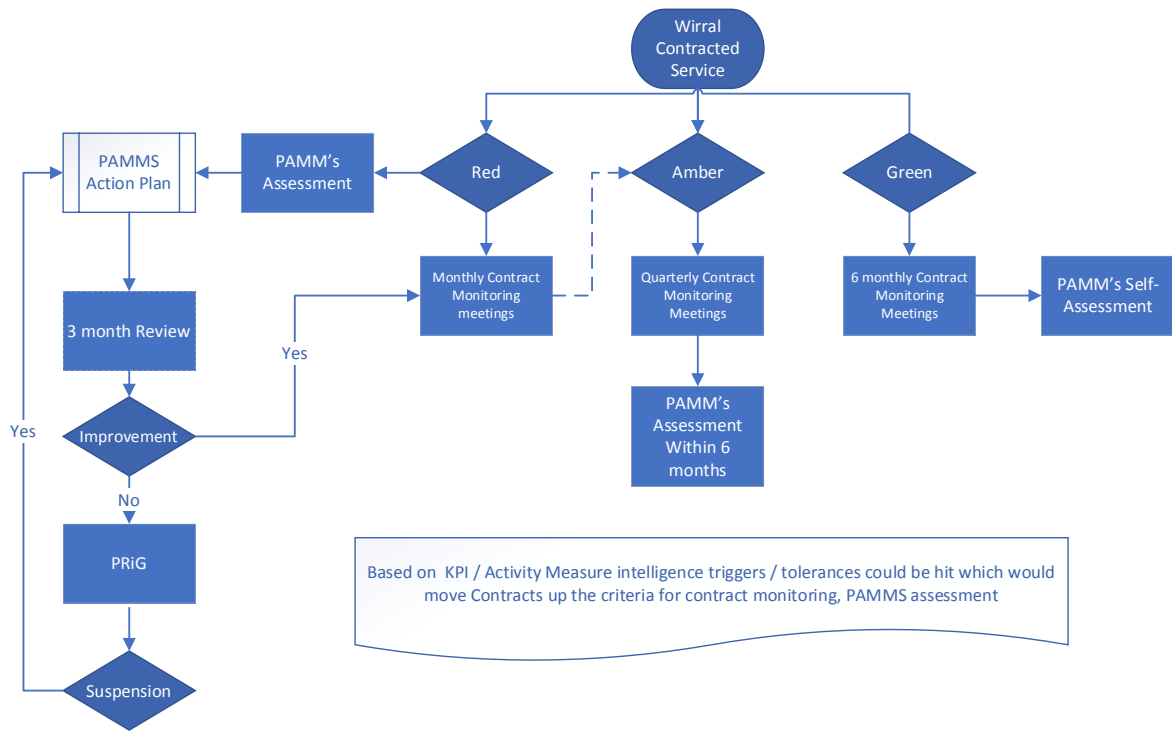 Wirral
Contracted
Service
PAMMS
Action Plan
PAMM's
Assessment
Red
Amber
Green
Monthly Contract
Monitoring
meetings
Quarterly Contract
Monitoring
Meetings
6 monthly Contract
Monitoring
Meetings
PAMM's Self-
Assessment
3 month Review
Yes
Improvement
Yes
PAMM's
Assessment
Within 6
months
No
PRiG
Based on KPI / Activity Measure intelligence triggers / tolerances could be hit which would
move Contracts up the criteria for contract monitoring, PAMMS assessment
Suspension